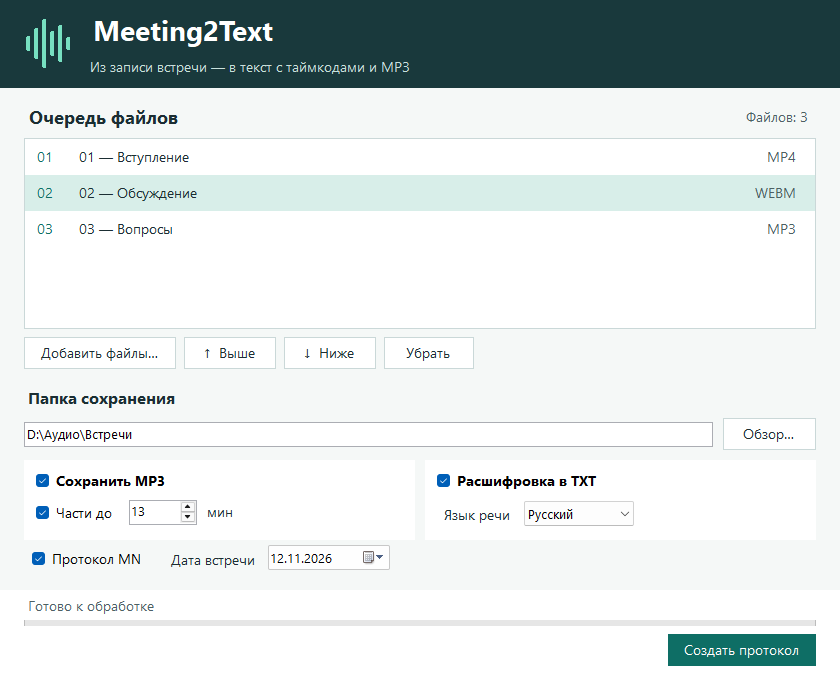 Meeting2Text
Из записи встречи — в текст с таймкодами и MP3
Очередь файлов Файлов: 3
01 01 — Вступление MP4
02 02 — Обсуждение WEBM
03 03 — Вопросы MP3
Добавить файлы... ↑ Выше ↓ Ниже Убрать
Папка сохранения
D:\Аудио\Встречи Обзор...
Сохранить MP3 Расшифровка в TXT
Части до 13 мин Язык речи Русский
Протокол MN Дата встречи 12.11.2026
Готово к обработке
Создать протокол